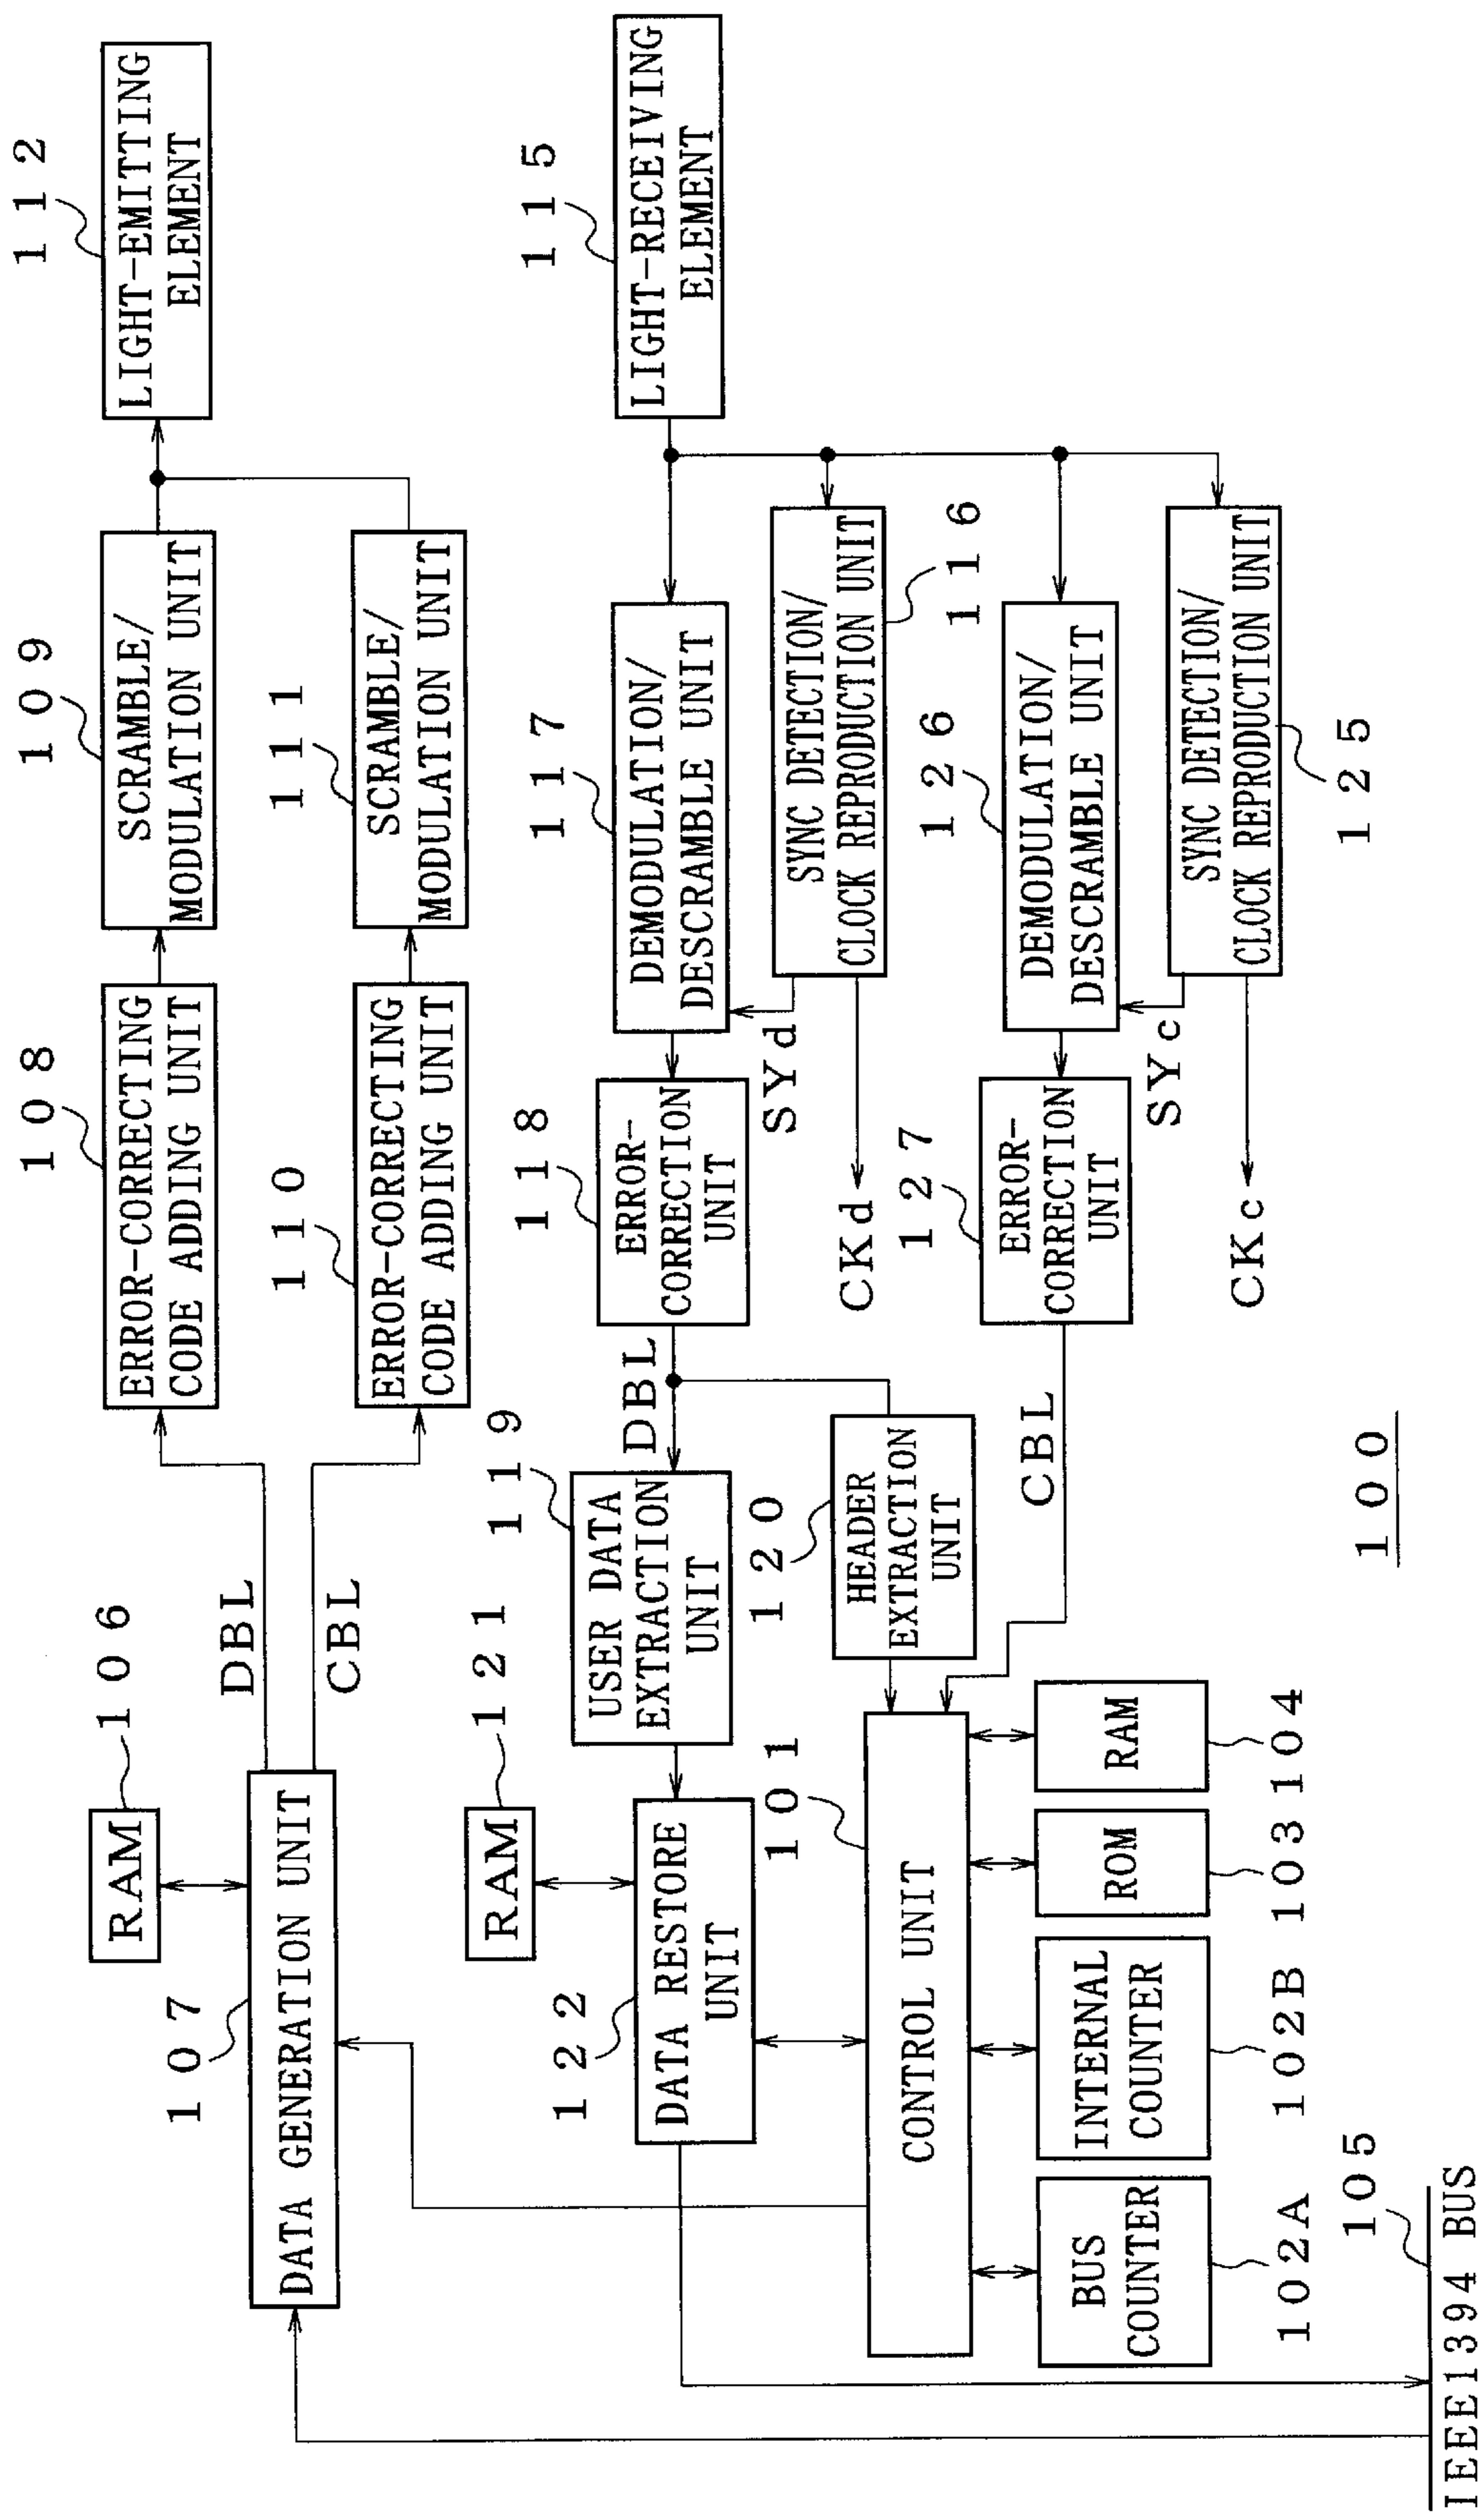 106
RAM
107
DATA GENERATION UNIT
DBL
CBL
108
ERROR-CORRECTING
CODE ADDING UNIT
109
SCRAMBLE/
MODULATION UNIT
112
LIGHT-EMITTING
ELEMENT
110
ERROR-CORRECTING
CODE ADDING UNIT
111
SCRAMBLE/
MODULATION UNIT
121
RAM
122
DATA RESTORE
UNIT
119
USER DATA
EXTRACTION
UNIT
DBL
118
ERROR-
CORRECTION
UNIT
117
DEMODULATION/
DESCRAMBLE UNIT
115
LIGHT-RECEIVING
ELEMENT
120
HEADER
EXTRACTION
UNIT
SYd
CKd
SYNC DETECTION/
CLOCK REPRODUCTION UNIT
116
101
CONTROL UNIT
CBL
127
ERROR-
CORRECTION
UNIT
126
DEMODULATION/
DESCRAMBLE UNIT
SYc
CKc
SYNC DETECTION/
CLOCK REPRODUCTION UNIT
125
BUS
COUNTER
102A
INTERNAL
COUNTER
102B
ROM
103
RAM
104
105
IEEE1394 BUS
100